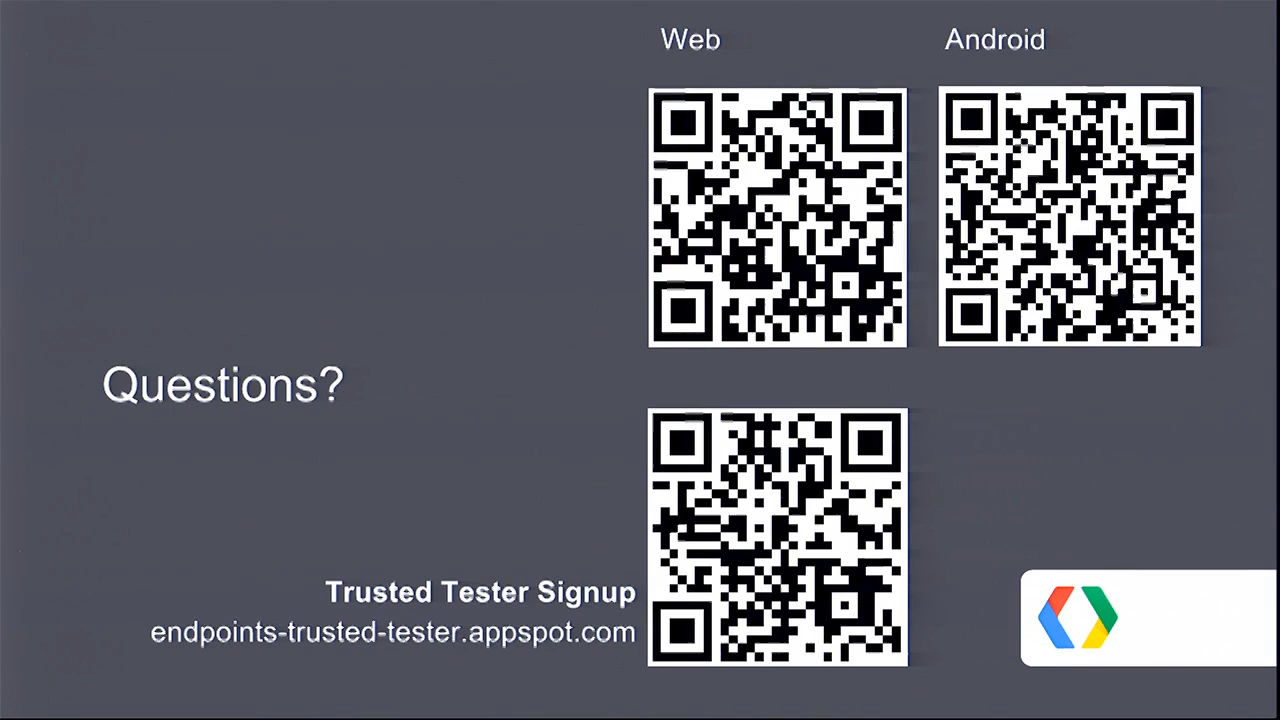 Web
Android
Questions?
Trusted Tester Signup
endpoints-trusted-tester.appspot.com